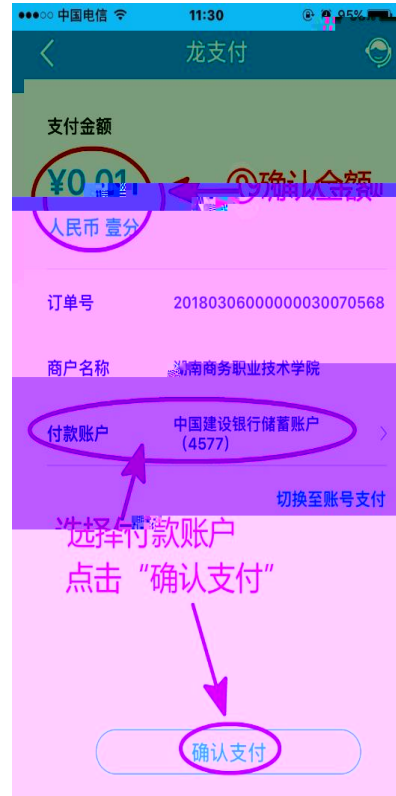 中国电信 11:30 95%
龙支付
支付金额
¥0.01
确认金额
人民币 壹分
订单号 20180306000000030070568
商户名称 湖南商务职业技术学院
付款账户 中国建设银行储蓄账户
(4577)
切换至账号支付
选择付款账户
点击“确认支付”
确认支付